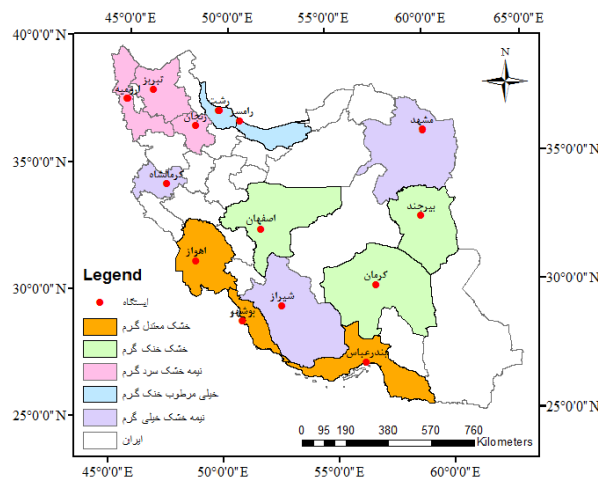 45°0'0"E 50°0'0"E 55°0'0"E 60°0'0"E 65°0'0"E
40°0'0"N
35°0'0"N
30°0'0"N
25°0'0"N
35°0'0"N
30°0'0"N
25°0'0"N
N
تبریز
ارومیه
زنجان
رشت
رامسر
مشهد
کرمانشاه
بیرجند
اصفهان
اهواز
کرمان
شیراز
بوشهر
بندرعباس
Legend
ایستگاه
خشک معتدل گرم
خشک خنک گرم
نیمه خشک سرد گرم
خیلی مرطوب خنک گرم
نیمه خشک خیلی گرم
ایران
0 95 190 380 570 760
Kilometers
45°0'0"E 50°0'0"E 55°0'0"E 60°0'0"E